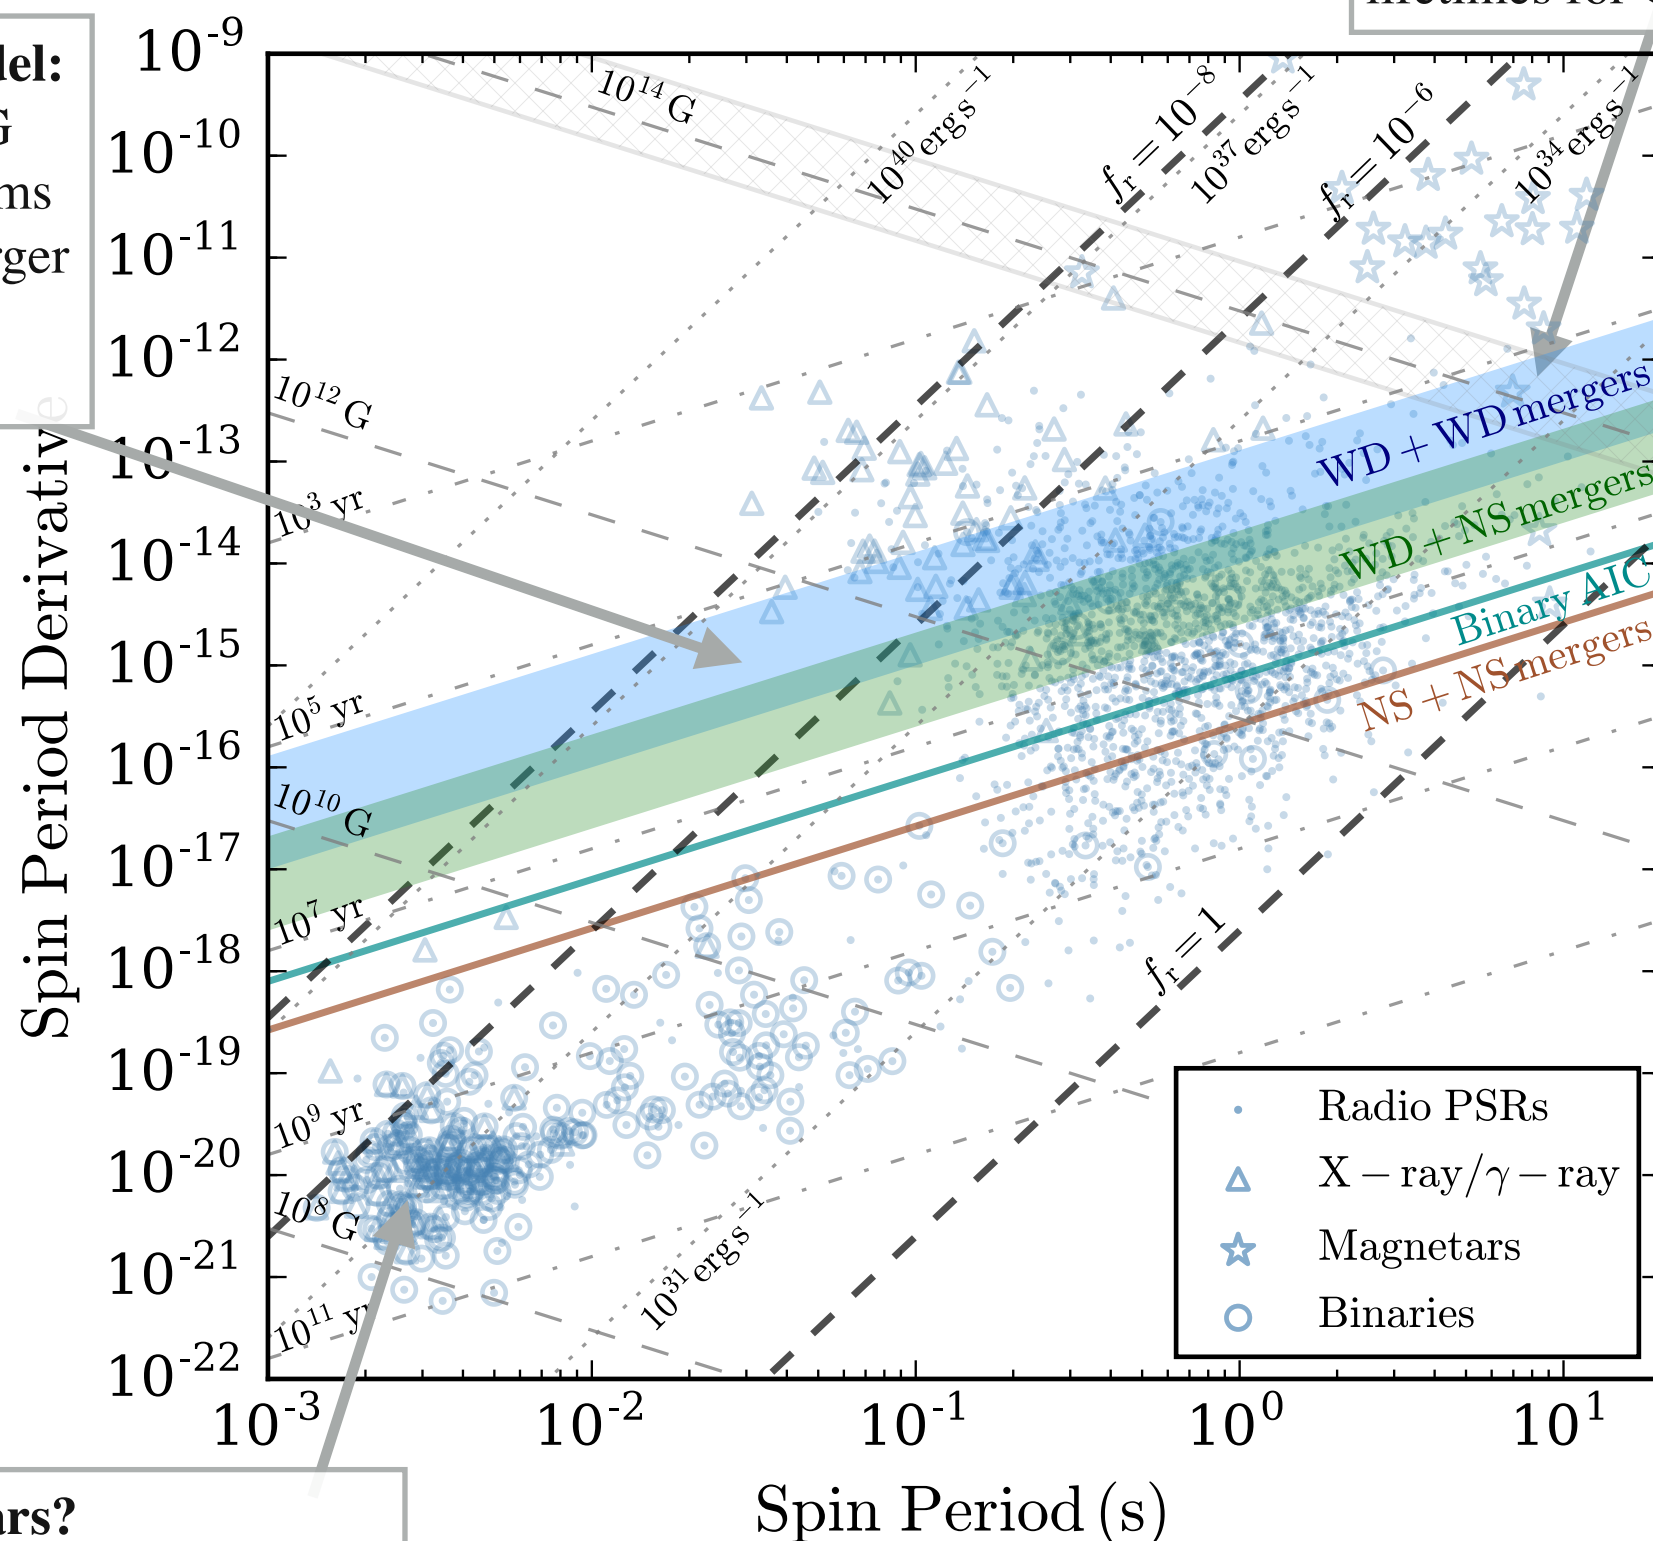 del:
G
ms
rger
Spin Period Derivative
10^-9
10^-10
10^-11
10^-12
10^-13
10^-14
10^-15
10^-16
10^-17
10^-18
10^-19
10^-20
10^-21
10^-22
10^14 G
10^40 erg s^-1
f_r = 10^-8
10^37 erg s^-1
f_r = 10^-6
10^34 erg s^-1
10^12 G
10^3 yr
10^5 yr
10^10 G
10^7 yr
10^9 yr
10^8 G
10^11 yr
10^31 erg s^-1
f_r = 1
WD + WD mergers
WD + NS mergers
Binary AIC
NS + NS mergers
Radio PSRs
X − ray/γ − ray
Magnetars
Binaries
10^-3
10^-2
10^-1
10^0
10^1
Spin Period (s)
ars?